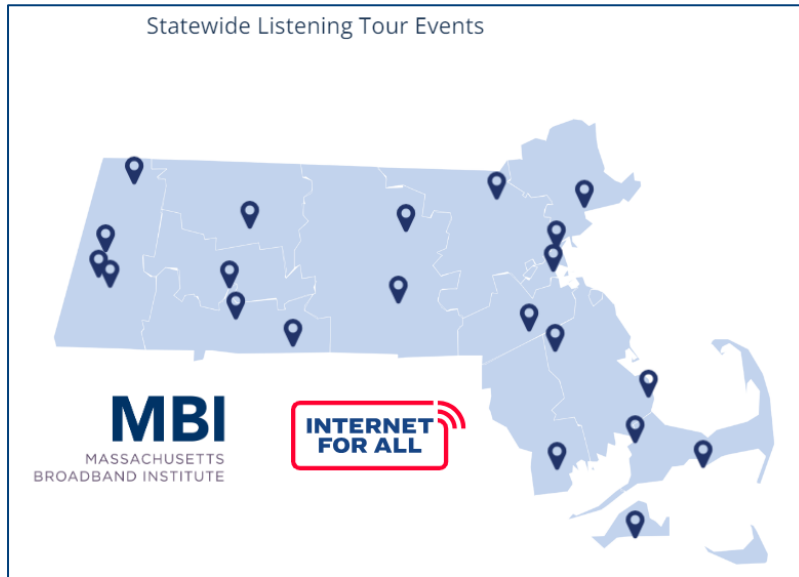 Statewide Listening Tour Events
MBI
MASSACHUSETTS
BROADBAND INSTITUTE
INTERNET
FOR ALL